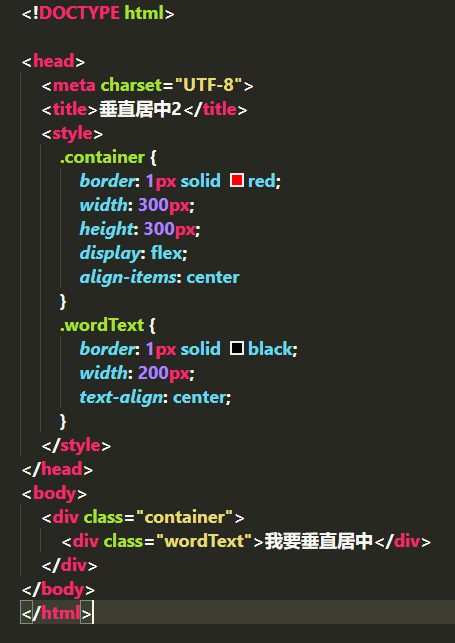 <!DOCTYPE html>
<head>
<meta charset="UTF-8">
<title>垂直居中2</title>
<style>
.container {
border: 1px solid red;
width: 300px;
height: 300px;
display: flex;
align-items: center
}
.wordText {
border: 1px solid black;
width: 200px;
text-align: center;
}
</style>
</head>
<body>
<div class="container">
<div class="wordText">我要垂直居中</div>
</div>
</body>
</html>